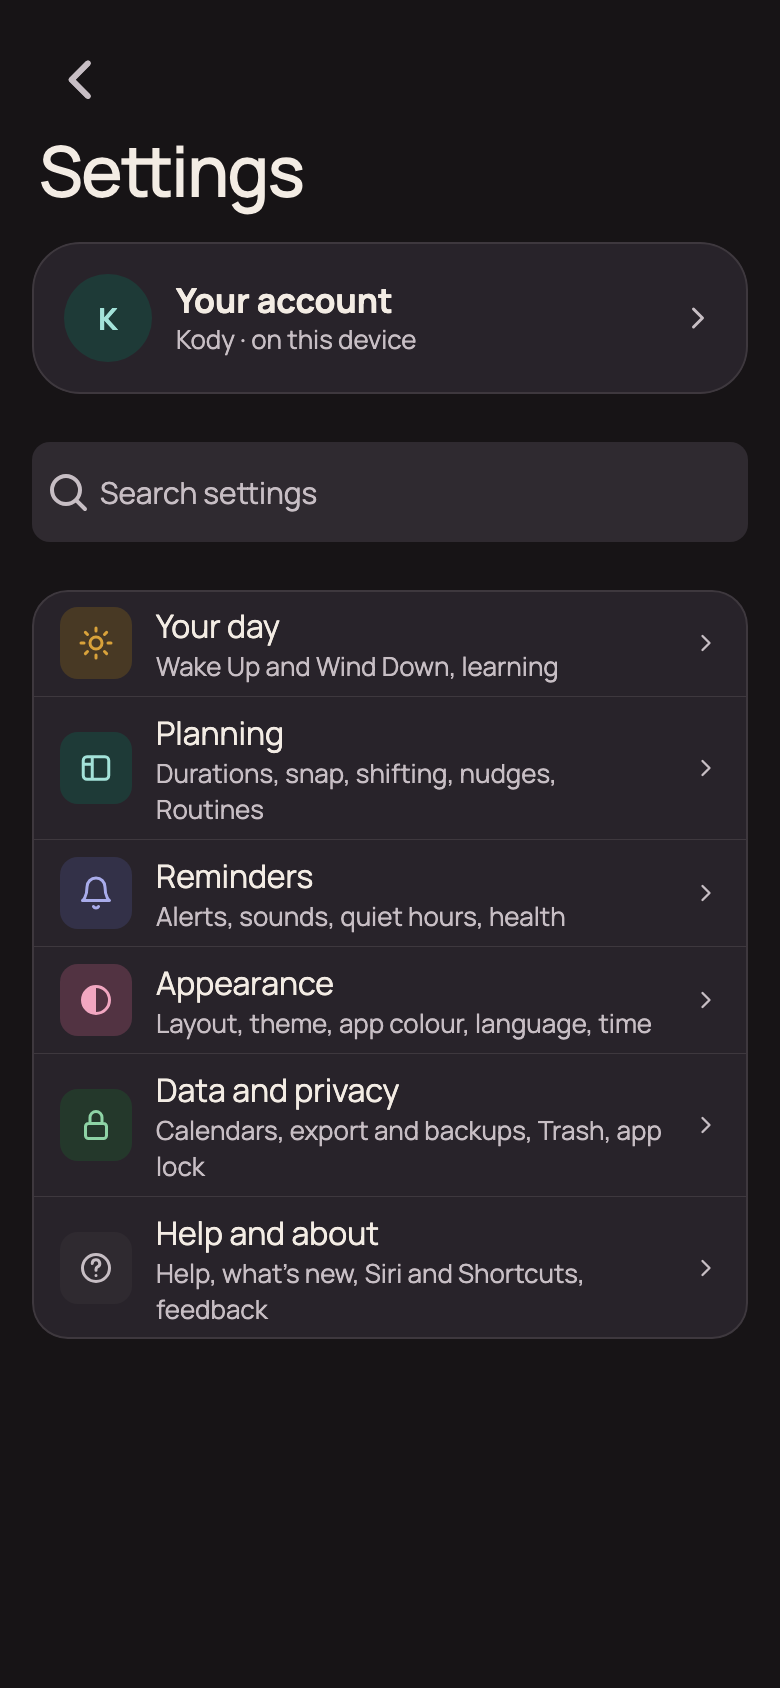 Settings
K
Your account
Kody · on this device
Search settings
Your day
Wake Up and Wind Down, learning
Planning
Durations, snap, shifting, nudges,
Routines
Reminders
Alerts, sounds, quiet hours, health
Appearance
Layout, theme, app colour, language, time
Data and privacy
Calendars, export and backups, Trash, app
lock
Help and about
Help, what's new, Siri and Shortcuts,
feedback